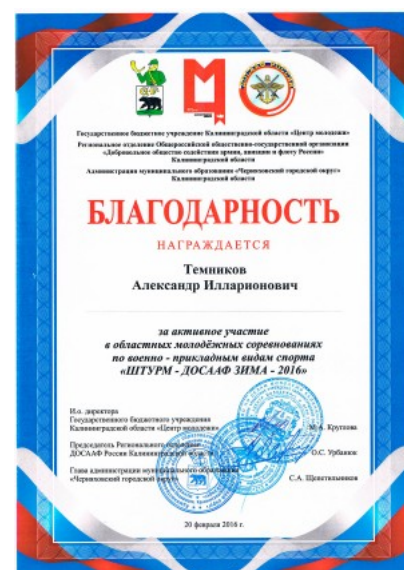 Государственное бюджетное учреждение Калининградской области «Центр молодежи»
Региональное отделение Общероссийской общественно-государственной организации
«Добровольное общество содействия армии, авиации и флоту России»
Калининградской области
Администрация муниципального образования «Черняховский городской округ»
Калининградской области
БЛАГОДАРНОСТЬ
НАГРАЖДАЕТСЯ
Темников
Александр Илларионович
за активное участие
в областных молодёжных соревнованиях
по военно - прикладным видам спорта
«ШТУРМ - ДОСААФ ЗИМА - 2016»
И.о. директора
Государственного бюджетного учреждения
Калининградской области «Центр молодежи»
М.А. Круглова
Председатель Регионального отделения
ДОСААФ России Калининградской области
О.С. Урбанюк
Глава администрации муниципального образования
«Черняховский городской округ»
С.А. Щепетильников
20 февраля 2016 г.